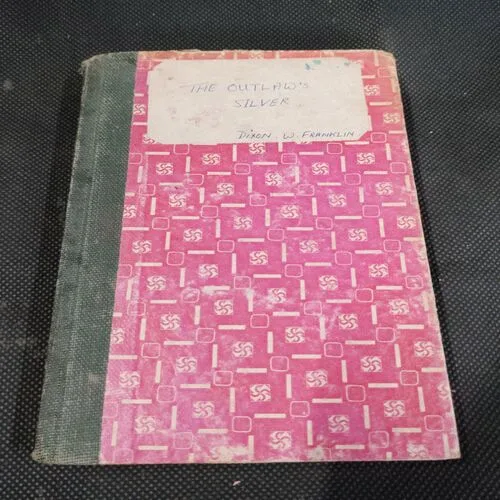 THE OUTLAW'S
SILVER
DIXON. W. FRANKLIN